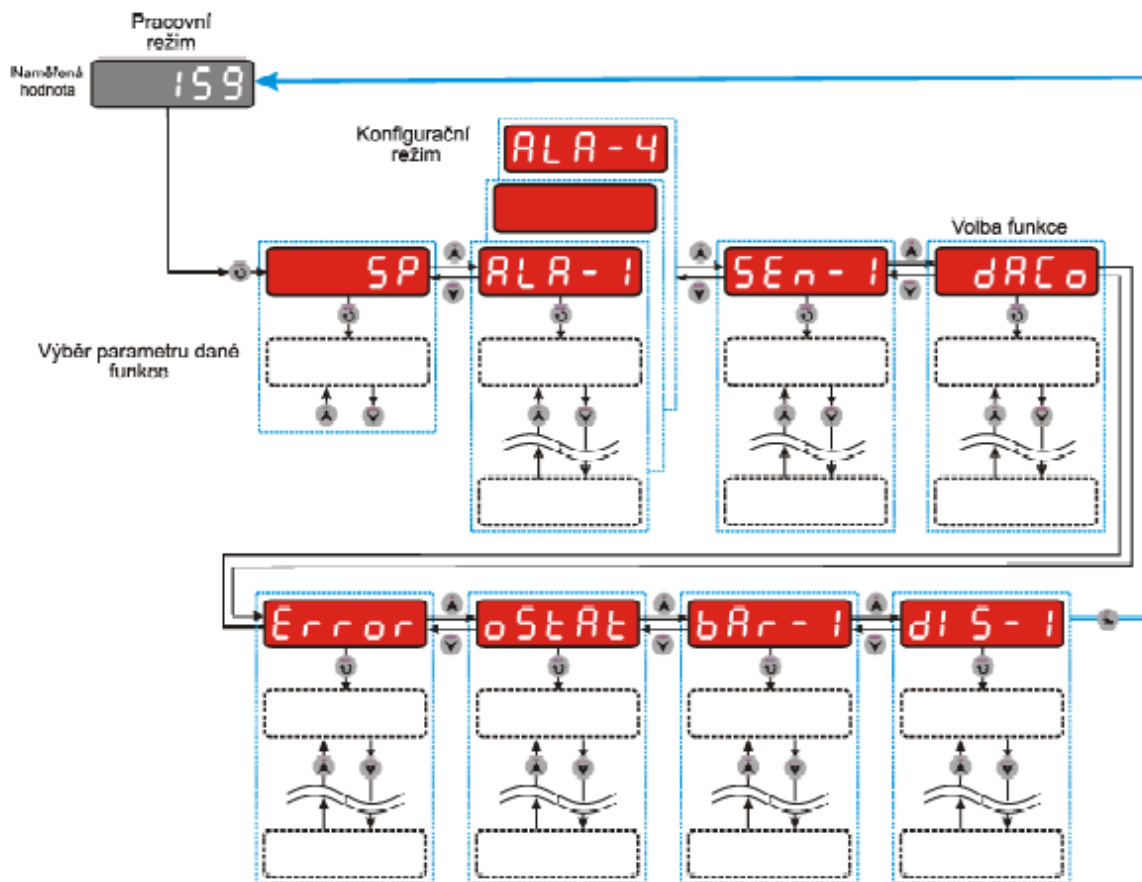 Pracovní
režim
Naměřená
hodnota
159
Konfigurační
režim
ALA-4
Volba funkce
SP
ALA-1
SEn-1
dACo
Výběr parametru dané
funkce
Error
oStAt
bAr-1
dIS-1